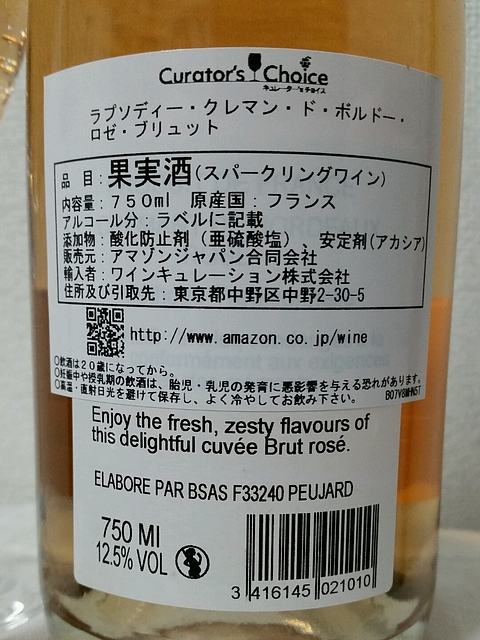 Curator's Choice
キュレーターズチョイス
ラプソディー・クレマン・ド・ボルドー・
ロゼ・ブリュット
品 目：果実酒(スパークリングワイン)
内容量：７５０ml 原産国：フランス
アルコール分：ラベルに記載
添加物：酸化防止剤（亜硫酸塩）、安定剤(アカシア)
販売元：アマゾンジャパン合同会社
輸入者：ワインキュレーション株式会社
住所及び引取先：東京都中野区中野2-30-5
http://www.amazon.co.jp/wine
○飲酒は２０歳になってから。
○妊娠中や授乳期の飲酒は、胎児・乳児の発育に悪影響を与える恐れがあります。
○高温・直射日光を避けて保存し、よく冷やしてお飲み下さい。
Enjoy the fresh, zesty flavours of
this delightful cuvée Brut rosé.
ELABORE PAR BSAS F33240 PEUJARD
750 Ml
12.5% VOL
3 416145 021010